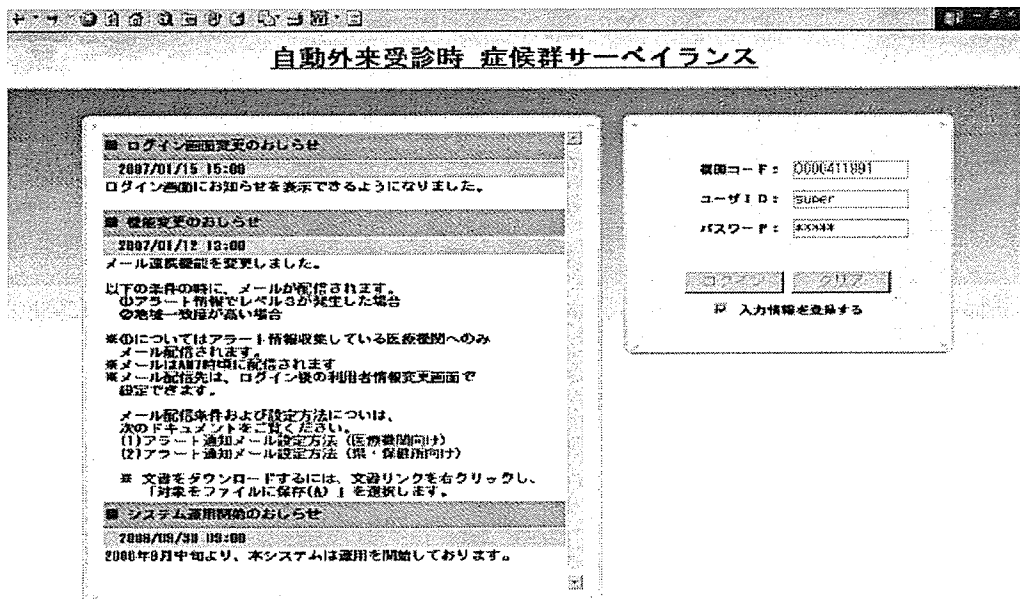 自動外来受診時 症候群サーベイランス
■ ログイン画面変更のおしらせ
2007/01/15 15:00
ログイン画面にお知らせを表示できるようになりました。
■ 機能変更のおしらせ
2007/01/12 13:00
メール連携機能を変更しました。
以下の条件の時に、メールが配信されます。
①アラート情報でレベル3が発生した場合
②地域一致度が高い場合
※①についてはアラート情報収集している医療機関へのみ
メール配信されます。
※メールはAM7時頃に配信されます
※メール配信先は、ログイン後の利用者情報変更画面で
設定できます。
メール配信条件および設定方法につい­は、
次のドキュメントをご覧ください。
(1)アラート通知メール設定方法（医療機関向け）
(2)アラート通知メール設定方法（県・保健所向け）
※ 文書をダウンロードするには、文書リンクを右クリックし、
「対象をファイルに保存(A)」を選択します。
■ システム運用開始のおしらせ
09:00
本システムは運用を開始しております。
機関コード：
ユーザID： super
パスワード： *****
ログイン クリア
入力情報を登録する